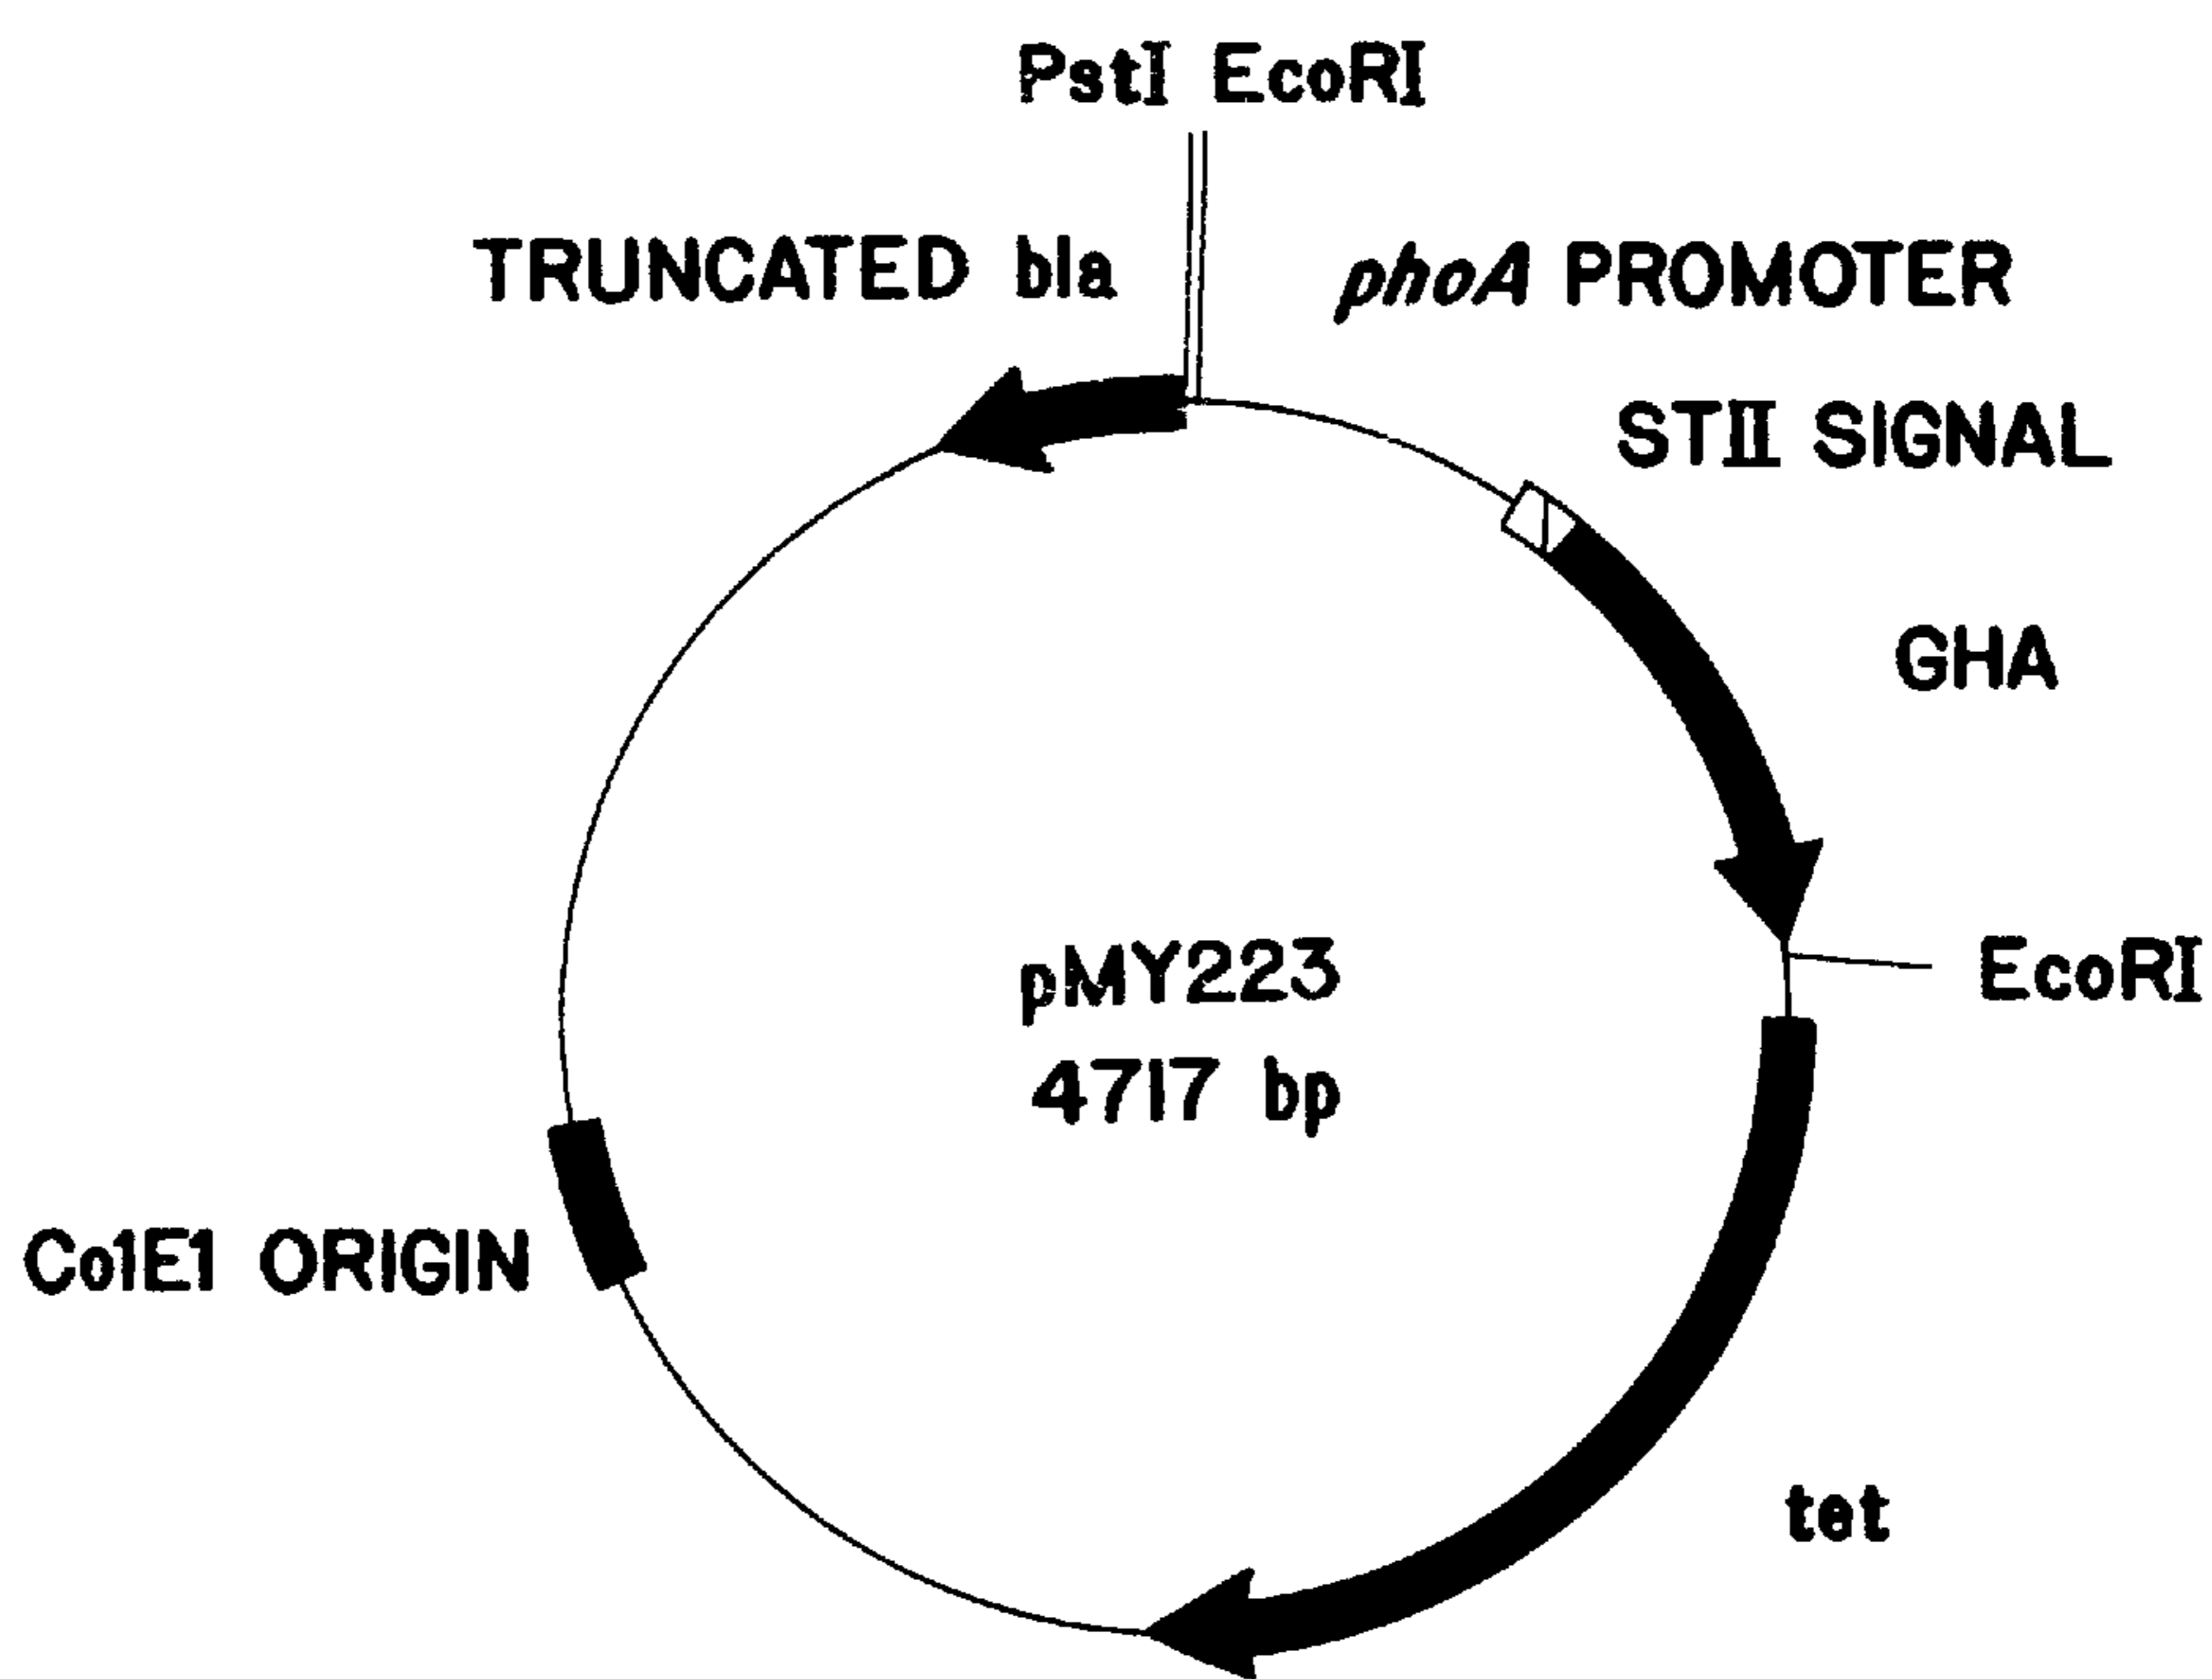 PstI EcoRI
TRUNCATED bla
phoA PROMOTER
STII SIGNAL
GHA
pMY223
4717 bp
EcoRI
ColE1 ORIGIN
tet